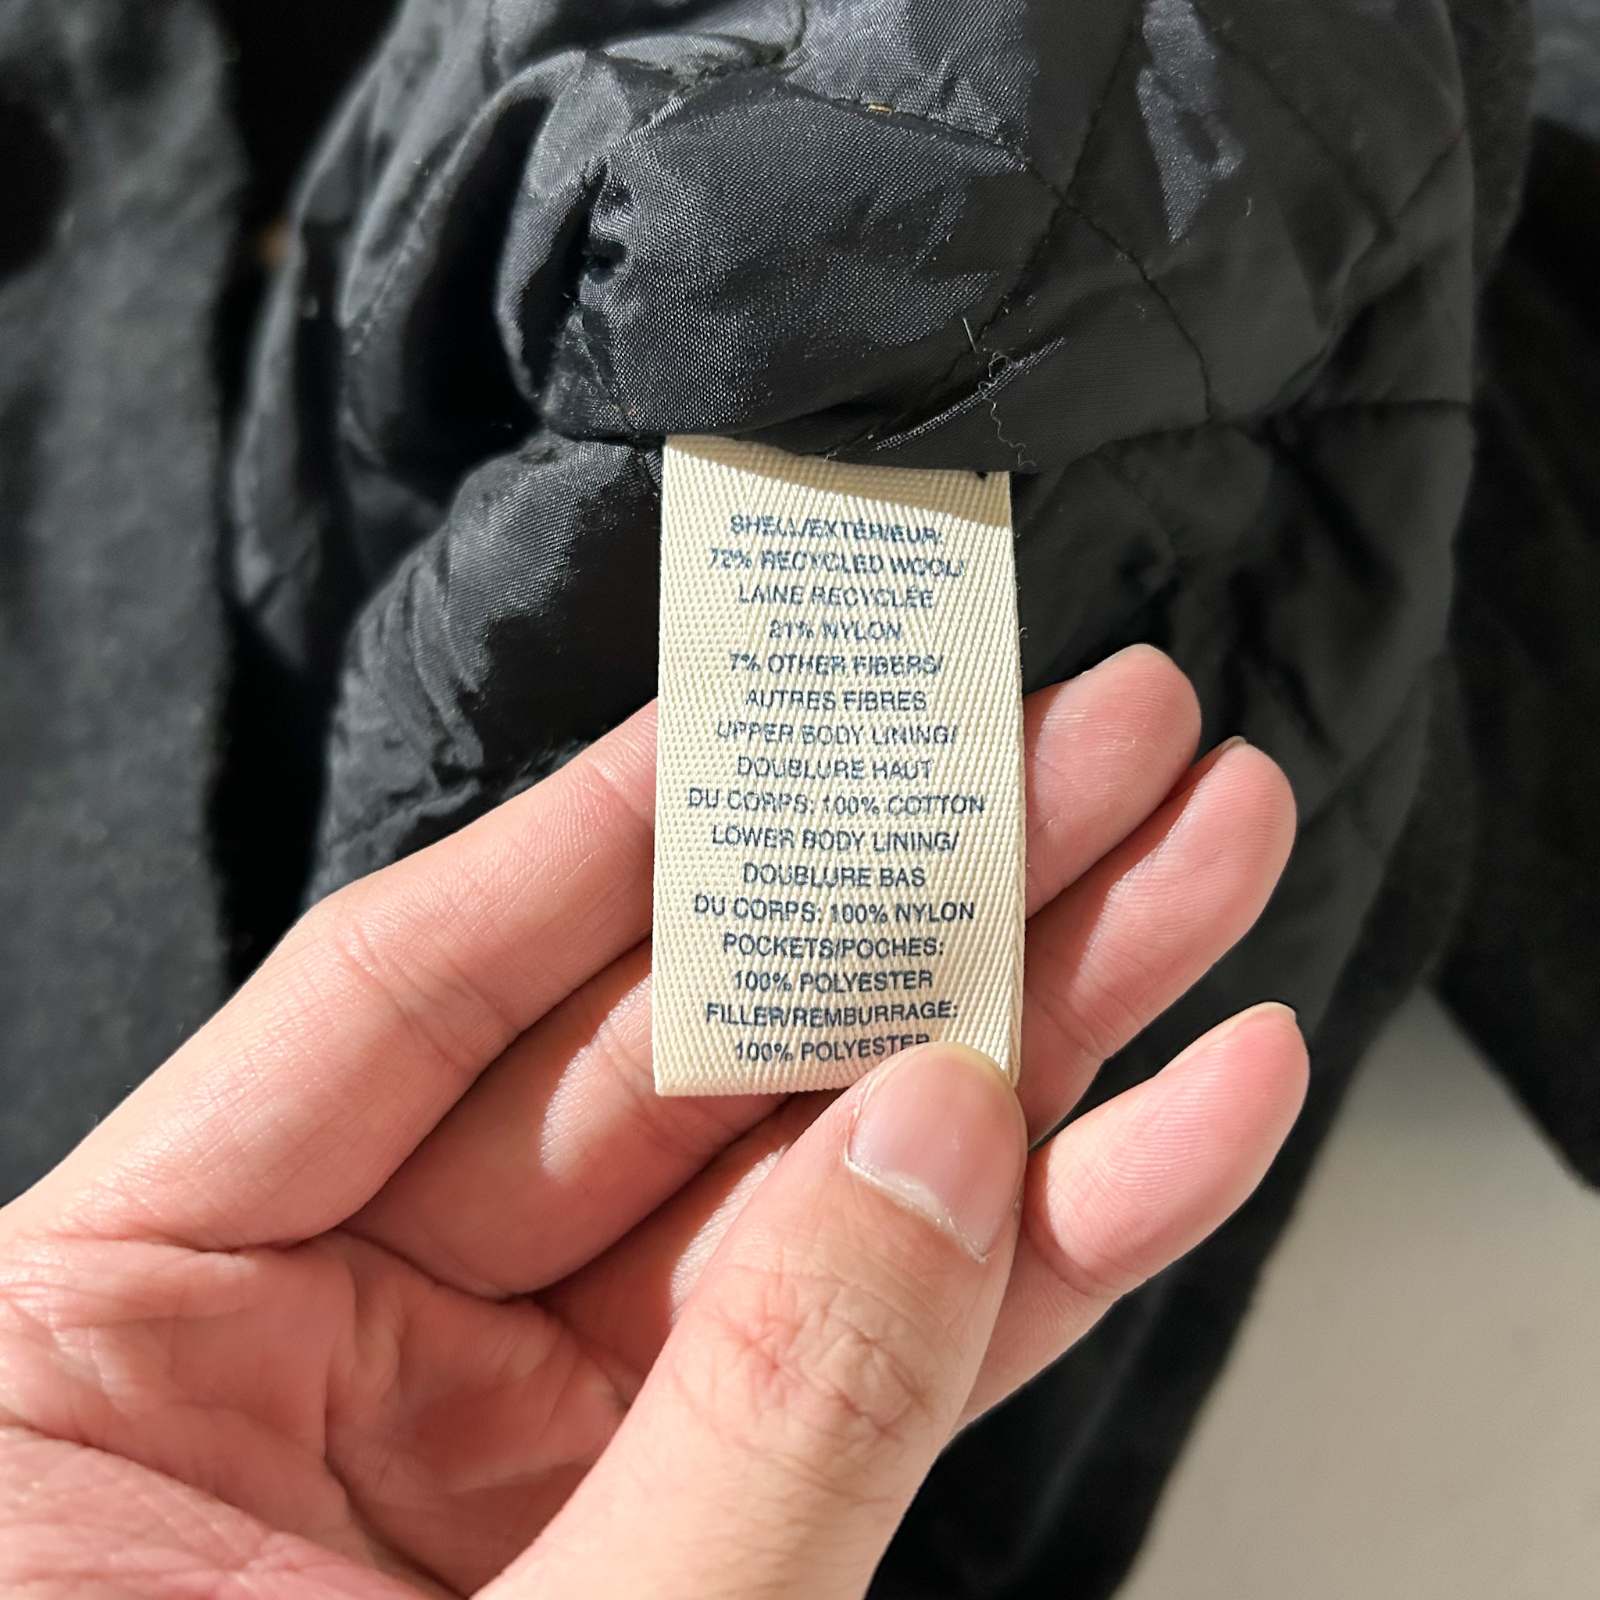 SHELL/EXTÉRIEUR:
72% RECYCLED WOOL/
LAINE RECYCLÉE
21% NYLON
7% OTHER FIBERS/
AUTRES FIBRES
UPPER BODY LINING/
DOUBLURE HAUT
DU CORPS: 100% COTTON
LOWER BODY LINING/
DOUBLURE BAS
DU CORPS: 100% NYLON
POCKETS/POCHES:
100% POLYESTER
FILLER/REMBURRAGE:
100% POLYESTER